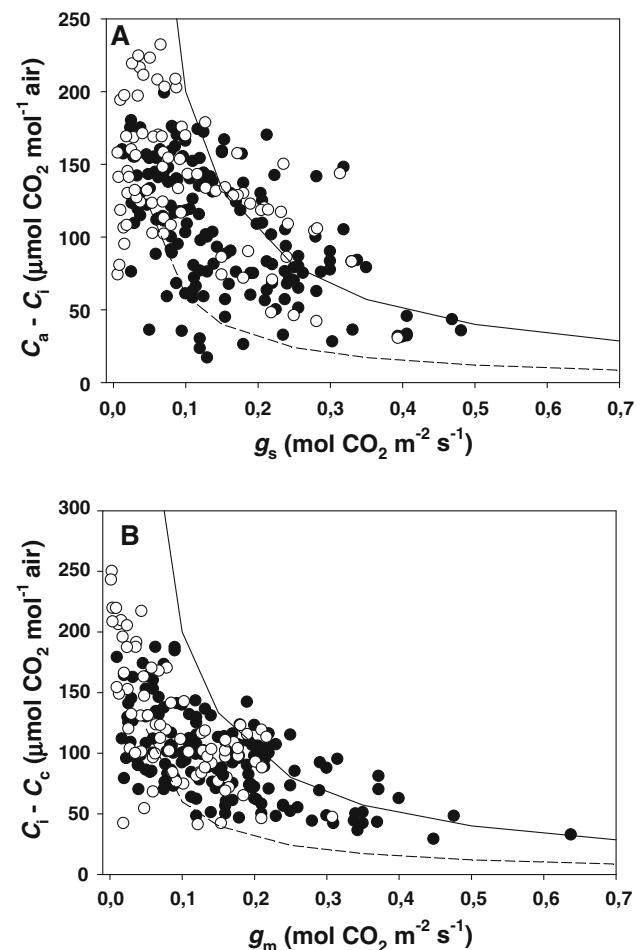 A
250
200
150
100
50
0
Ca - Ci (μmol CO2 mol-1 air)
0,0 0,1 0,2 0,3 0,4 0,5 0,6 0,7
gs (mol CO2 m-2 s-1)
B
300
250
200
150
100
50
0
Ci - Cc (μmol CO2 mol-1 air)
0,0 0,1 0,2 0,3 0,4 0,5 0,6 0,7
gm (mol CO2 m-2 s-1)